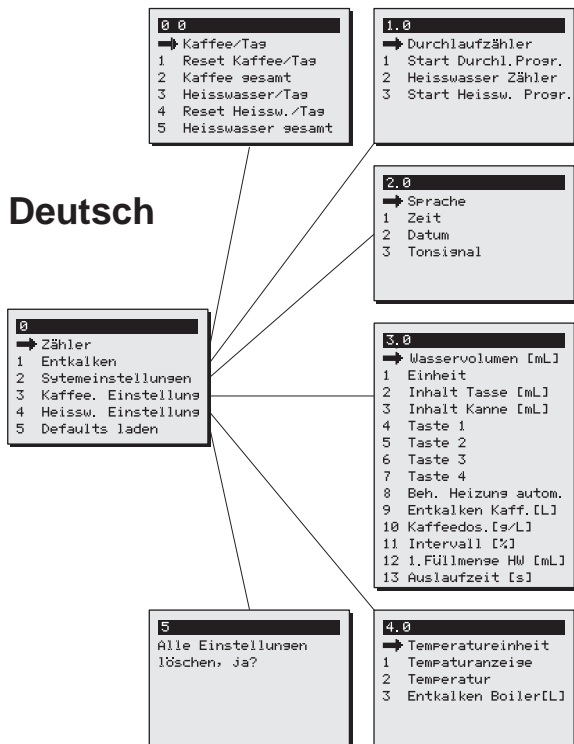 0 0
Kaffee/Tag
1 Reset Kaffee/Tag
2 Kaffee gesamt
3 Heisswasser/Tag
4 Reset Heissw./Tag
5 Heisswasser gesamt
1.0
Durchlaufzähler
1 Start Durchl.Progr.
2 Heisswasser Zähler
3 Start Heissw. Progr.
Deutsch
2.0
Sprache
1 Zeit
2 Datum
3 Tonsignal
0
Zähler
1 Entkalken
2 Sytemeinstellungen
3 Kaffee. Einstellung
4 Heissw. Einstellung
5 Defaults laden
3.0
Wasservolumen [mL]
1 Einheit
2 Inhalt Tasse [mL]
3 Inhalt Kanne [mL]
4 Taste 1
5 Taste 2
6 Taste 3
7 Taste 4
8 Beh. Heizung autom.
9 Entkalken Kaff.[L]
10 Kaffeedos.[g/L]
11 Intervall [%]
12 1.Füllmenge HW [mL]
13 Auslaufzeit [s]
5
Alle Einstellungen
löschen, ja?
4.0
Temperatureinheit
1 Tempaturanzeige
2 Temperatur
3 Entkalken Boiler[L]